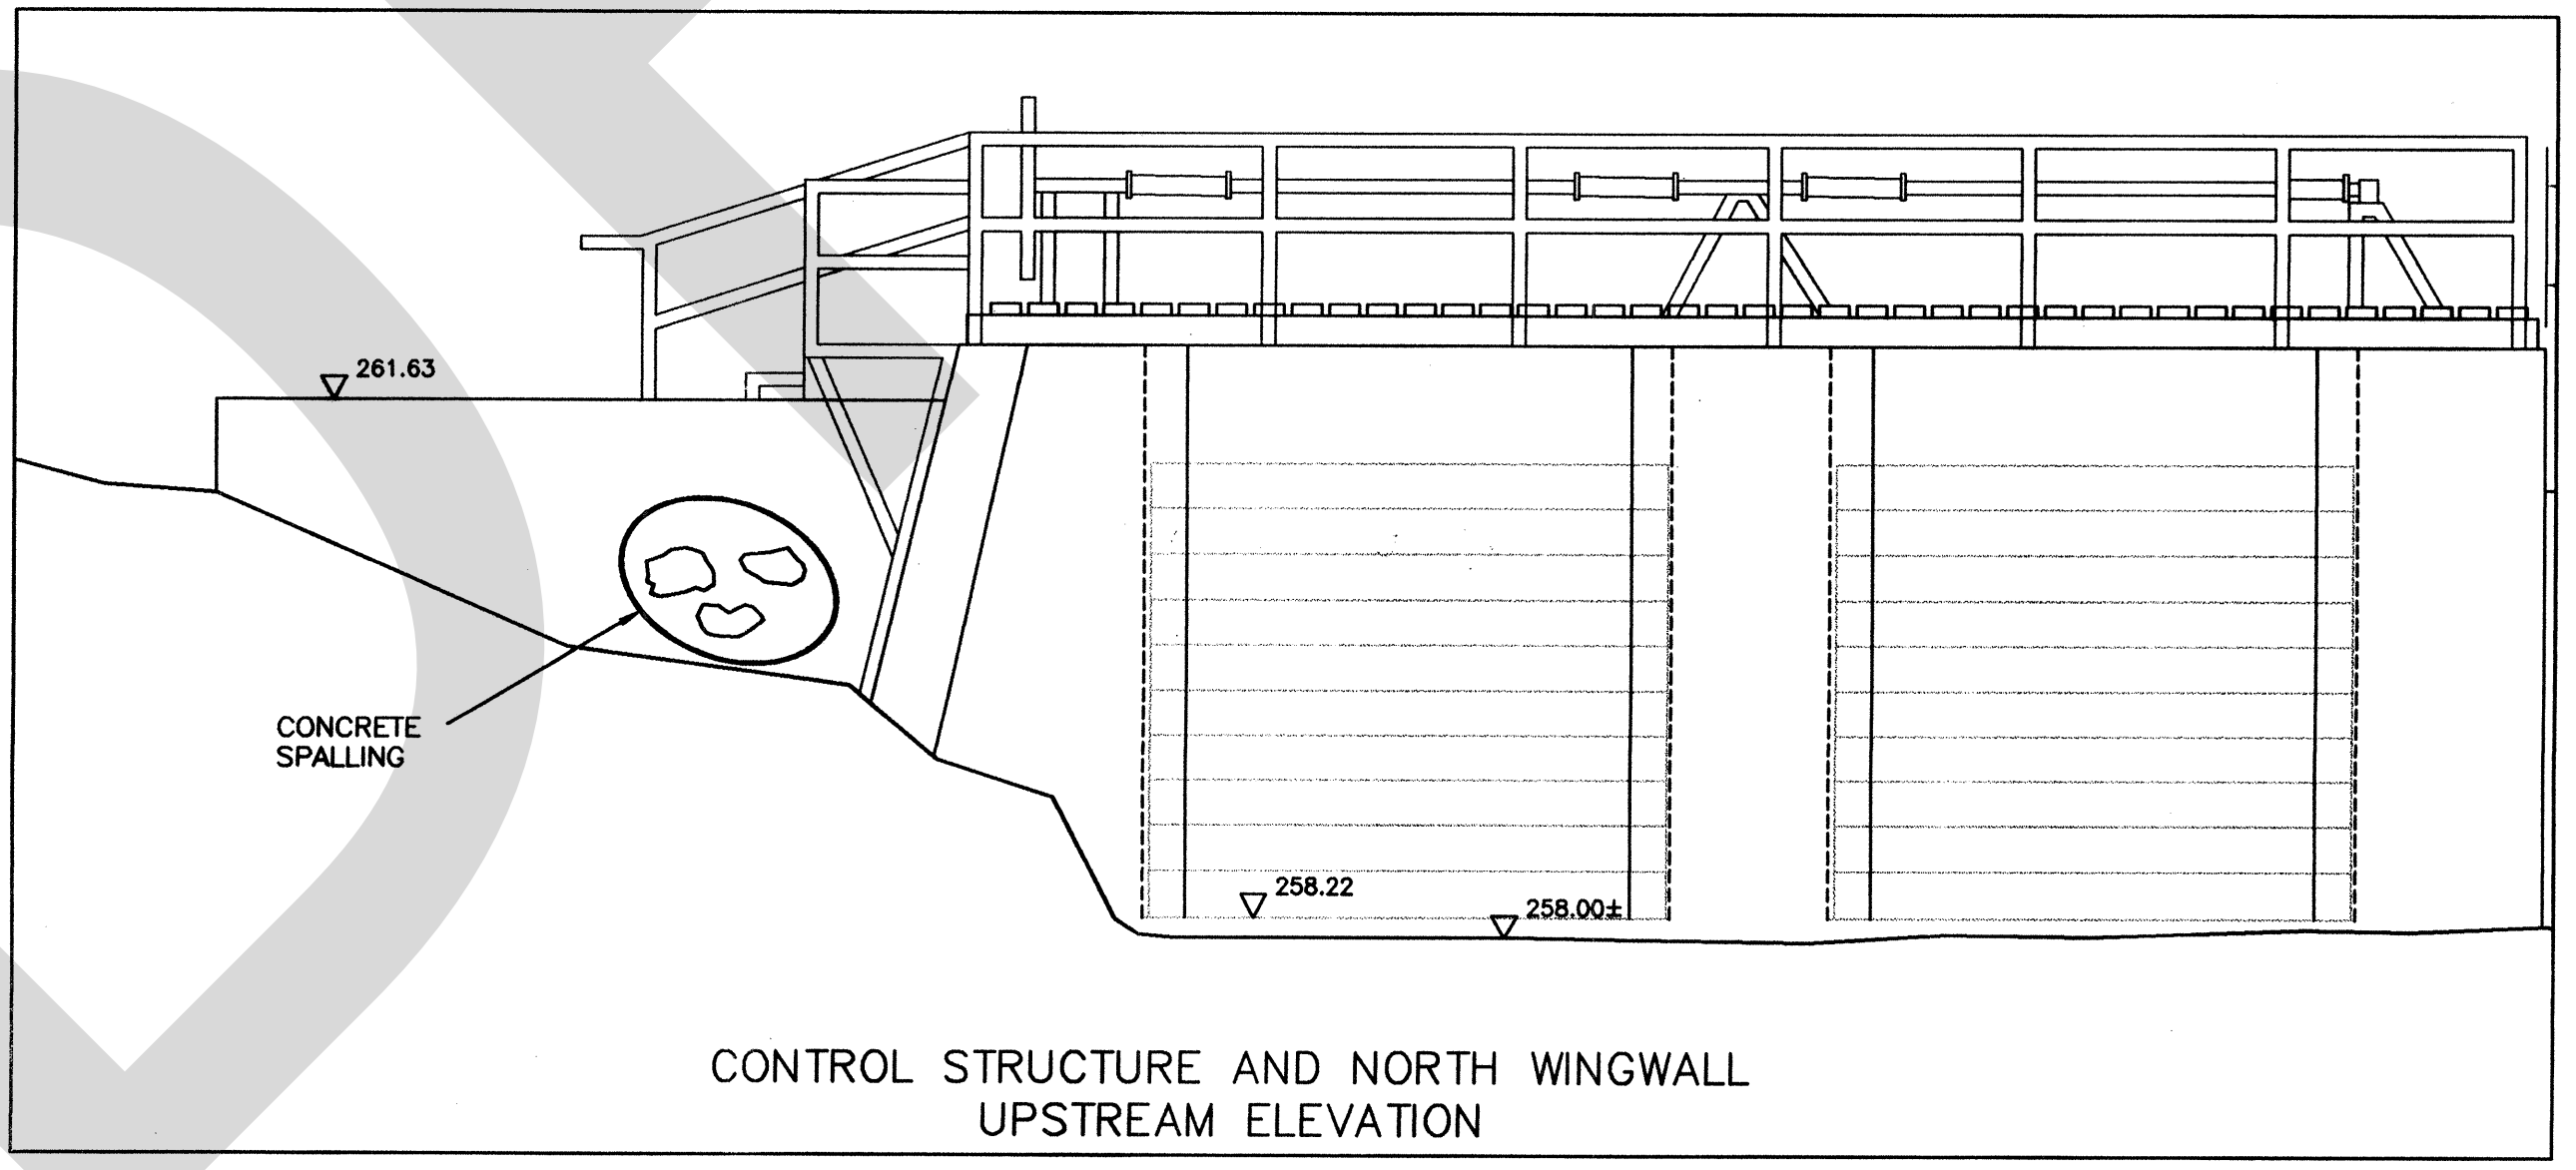 261.63
CONCRETE
SPALLING
258.22
258.00±
CONTROL STRUCTURE AND NORTH WINGWALL
UPSTREAM ELEVATION